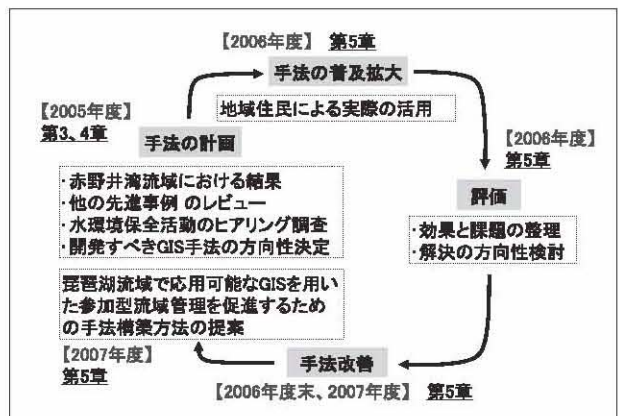 【2006年度】 第5章
手法の普及拡大
地域住民による実際の活用
【2005年度】
第3、4章
手法の計画
・赤野井湾流域における結果
・他の先進事例 のレビュー
・水環境保全活動のヒアリング調査
・開発すべきGIS手法の方向性決定
【2006年度】
第5章
評価
・効果と課題の整理
・解決の方向性検討
琵琶湖流域で応用可能なGISを用い
た参加型流域管理を促進するため
の手法構築方法の提案
【2007年度】
第5章
手法改善
【2006年度末、2007年度】 第5章